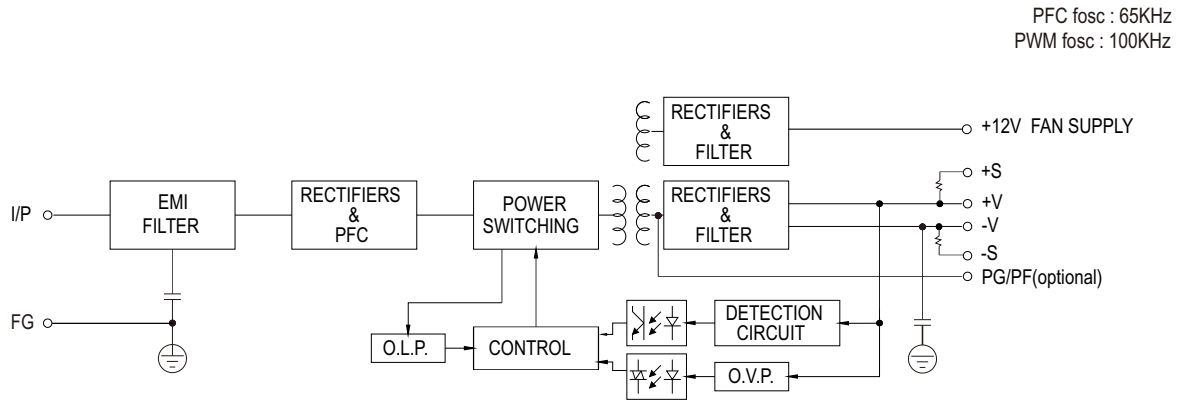 PFC fosc : 65KHz
PWM fosc : 100KHz
RECTIFIERS
&
FILTER
+12V FAN SUPPLY
I/P
EMI
FILTER
RECTIFIERS
&
PFC
POWER
SWITCHING
RECTIFIERS
&
FILTER
+S
+V
-V
-S
PG/PF(optional)
FG
O.L.P.
CONTROL
DETECTION
CIRCUIT
O.V.P.